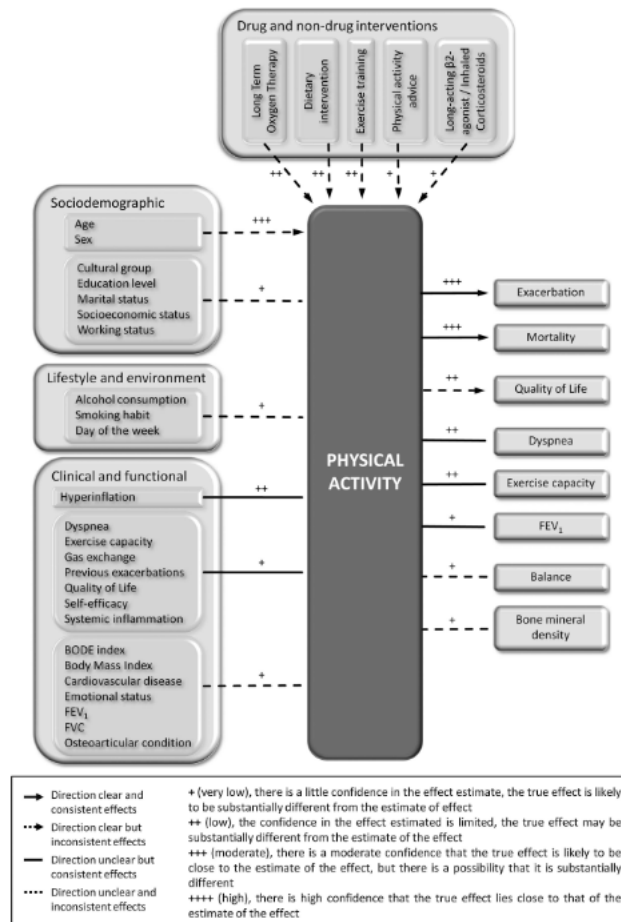 Drug and non-drug interventions
Long Term
Oxygen Therapy
Dietary
intervention
Exercise training
Physical activity
advice
Long-acting β2-
agonist / Inhaled
Corticosteroids
++
++
++
+
+
Sociodemographic
Age
Sex
+++
Cultural group
Education level
Marital status
Socioeconomic status
Working status
+
Lifestyle and environment
Alcohol consumption
Smoking habit
Day of the week
+
Clinical and functional
Hyperinflation
++
Dyspnea
Exercise capacity
Gas exchange
Previous exacerbations
Quality of Life
Self-efficacy
Systemic inflammation
+
BODE index
Body Mass Index
Cardiovascular disease
Emotional status
FEV₁
FVC
Osteoarticular condition
+
PHYSICAL
ACTIVITY
+++
Exacerbation
+++
Mortality
++
Quality of Life
++
Dyspnea
++
Exercise capacity
+
FEV₁
+
Balance
+
Bone mineral
density
Direction clear and
consistent effects
Direction clear but
inconsistent effects
Direction unclear but
consistent effects
Direction unclear and
inconsistent effects
+ (very low), there is a little confidence in the effect estimate, the true effect is likely
to be substantially different from the estimate of effect
++ (low), the confidence in the effect estimated is limited, the true effect may be
substantially different from the estimate of the effect
+++ (moderate), there is a moderate confidence that the true effect is likely to be
close to the estimate of the effect, but there is a possibility that it is substantially
different
++++ (high), there is high confidence that the true effect lies close to that of the
estimate of the effect